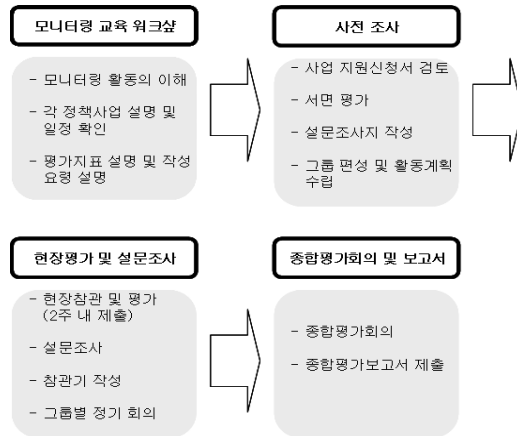 모니터링 교육 워크샾
- 모니터링 활동의 이해
- 각 정책사업 설명 및
일정 확인
- 평가지표 설명 및 작성
요령 설명
사전 조사
- 사업 지원신청서 검토
- 서면 평가
- 설문조사지 작성
- 그룹 편성 및 활동계획
수립
현장평가 및 설문조사
- 현장참관 및 평가
(2주 내 제출)
- 설문조사
- 참관기 작성
- 그룹별 정기 회의
종합평가회의 및 보고서
- 종합평가회의
- 종합평가보고서 제출